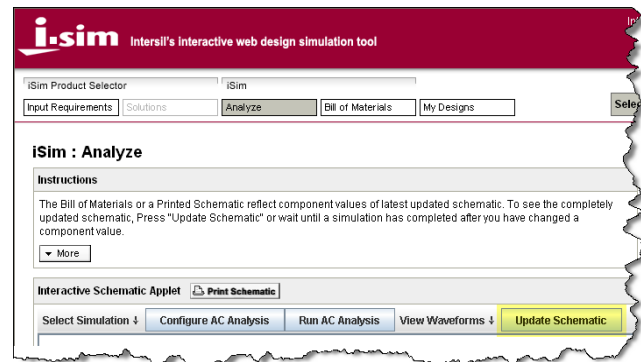 i-sim Intersil's interactive web design simulation tool
iSim Product Selector iSim
Input Requirements Solutions Analyze Bill of Materials My Designs
iSim : Analyze
Instructions
The Bill of Materials or a Printed Schematic reflect component values of latest updated schematic. To see the completely
updated schematic, Press "Update Schematic" or wait until a simulation has completed after you have changed a
component value.
More
Interactive Schematic Applet Print Schematic
Select Simulation ↓ Configure AC Analysis Run AC Analysis View Waveforms ↓ Update Schematic